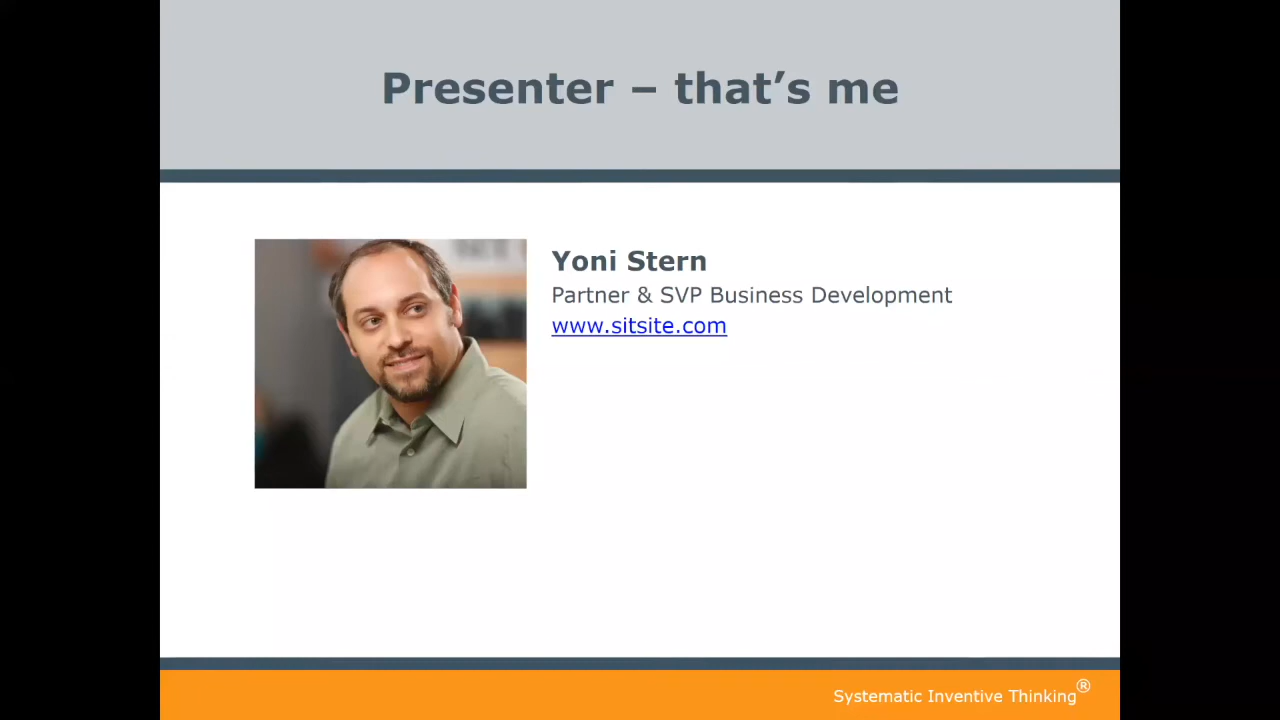 Presenter – that’s me
Yoni Stern
Partner & SVP Business Development
www.sitsite.com
Systematic Inventive Thinking®